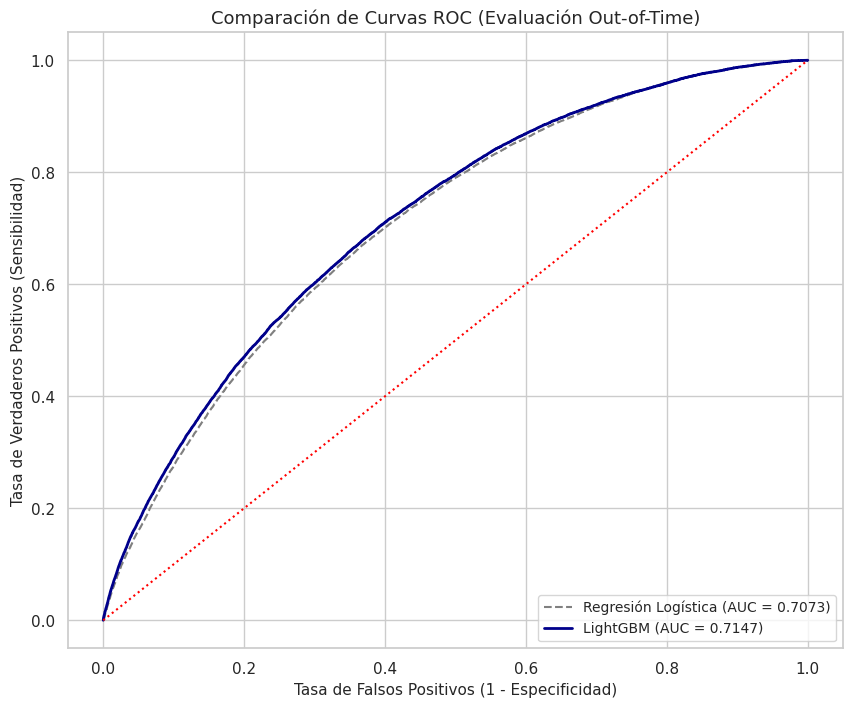 Comparación de Curvas ROC (Evaluación Out-of-Time)
Tasa de Verdaderos Positivos (Sensibilidad)
1.0
0.8
0.6
0.4
0.2
0.0
0.0 0.2 0.4 0.6 0.8 1.0
Tasa de Falsos Positivos (1 - Especificidad)
Regresión Logística (AUC = 0.7073)
LightGBM (AUC = 0.7147)